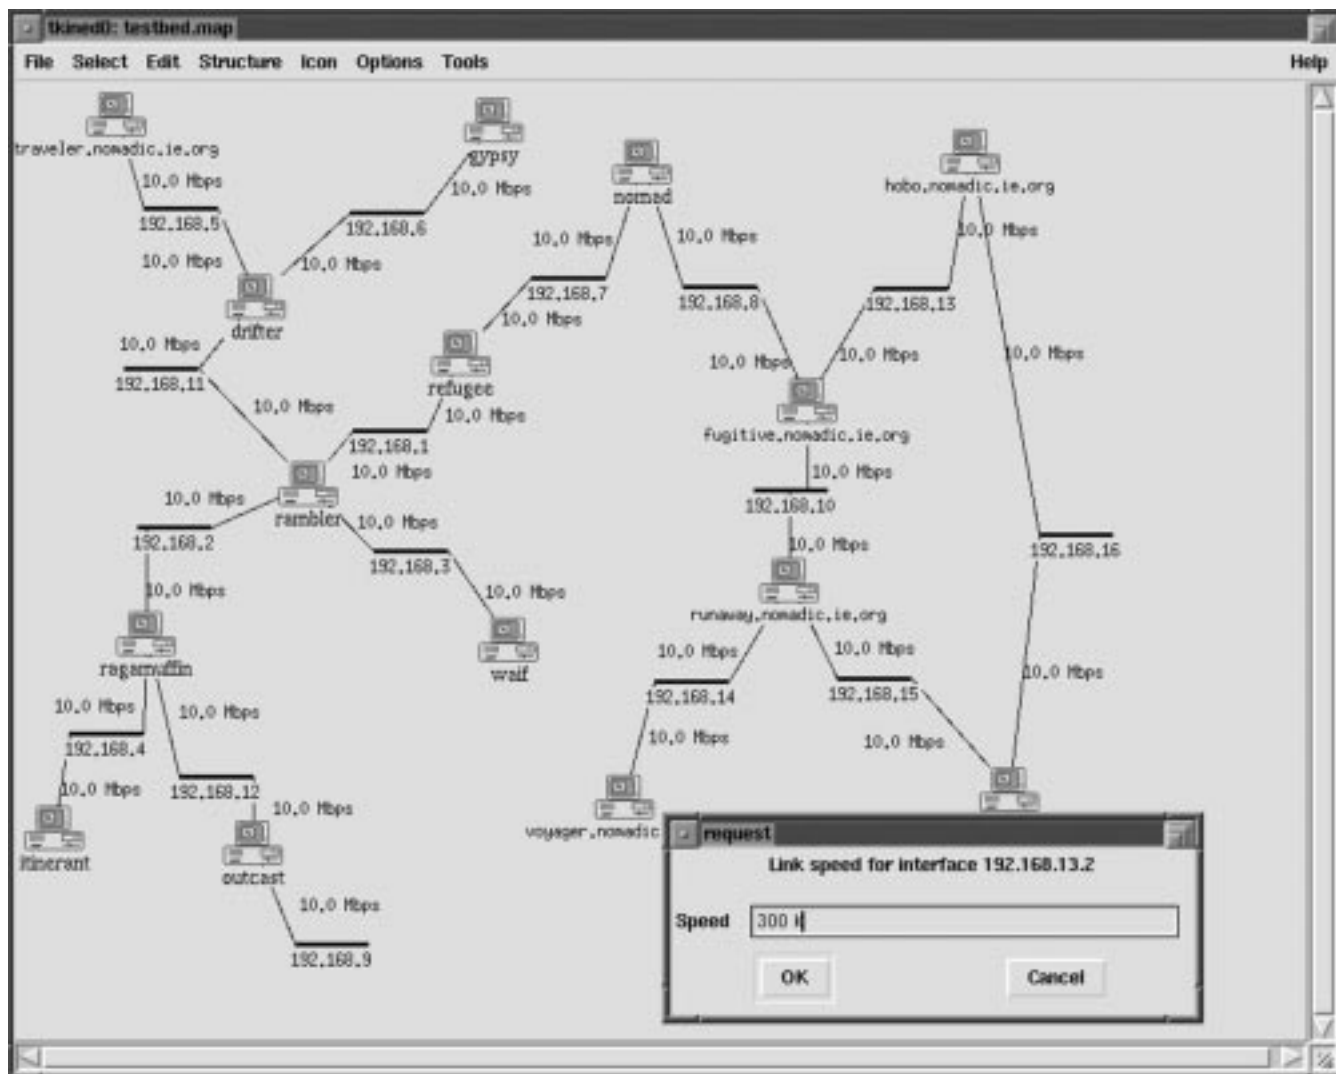 tkined0: testbed.map
File Select Edit Structure Icon Options Tools Help
traveler.nomadic.ie.org
gypsy
nomad
hobo.nomadic.ie.org
10.0 Mbps
10.0 Mbps
192.168.5
192.168.6
10.0 Mbps
10.0 Mbps
10.0 Mbps
10.0 Mbps
10.0 Mbps
10.0 Mbps
192.168.7
192.168.8
192.168.13
drifter
10.0 Mbps
10.0 Mbps
192.168.11
refugee
10.0 Mbps
10.0 Mbps
10.0 Mbps
10.0 Mbps
10.0 Mbps
192.168.1
fugitive.nomadic.ie.org
10.0 Mbps
10.0 Mbps
10.0 Mbps
192.168.10
rambler
10.0 Mbps
192.168.2
192.168.3
10.0 Mbps
192.168.16
10.0 Mbps
10.0 Mbps
runaway.nomadic.ie.org
ragamuffin
waif
10.0 Mbps
10.0 Mbps
10.0 Mbps
192.168.14
192.168.15
10.0 Mbps
10.0 Mbps
192.168.4
10.0 Mbps
10.0 Mbps
10.0 Mbps
192.168.12
10.0 Mbps
itinerant
outcast
voyager.nomadic
10.0 Mbps
192.168.9
request
Link speed for interface 192.168.13.2
Speed 300 k
OK Cancel